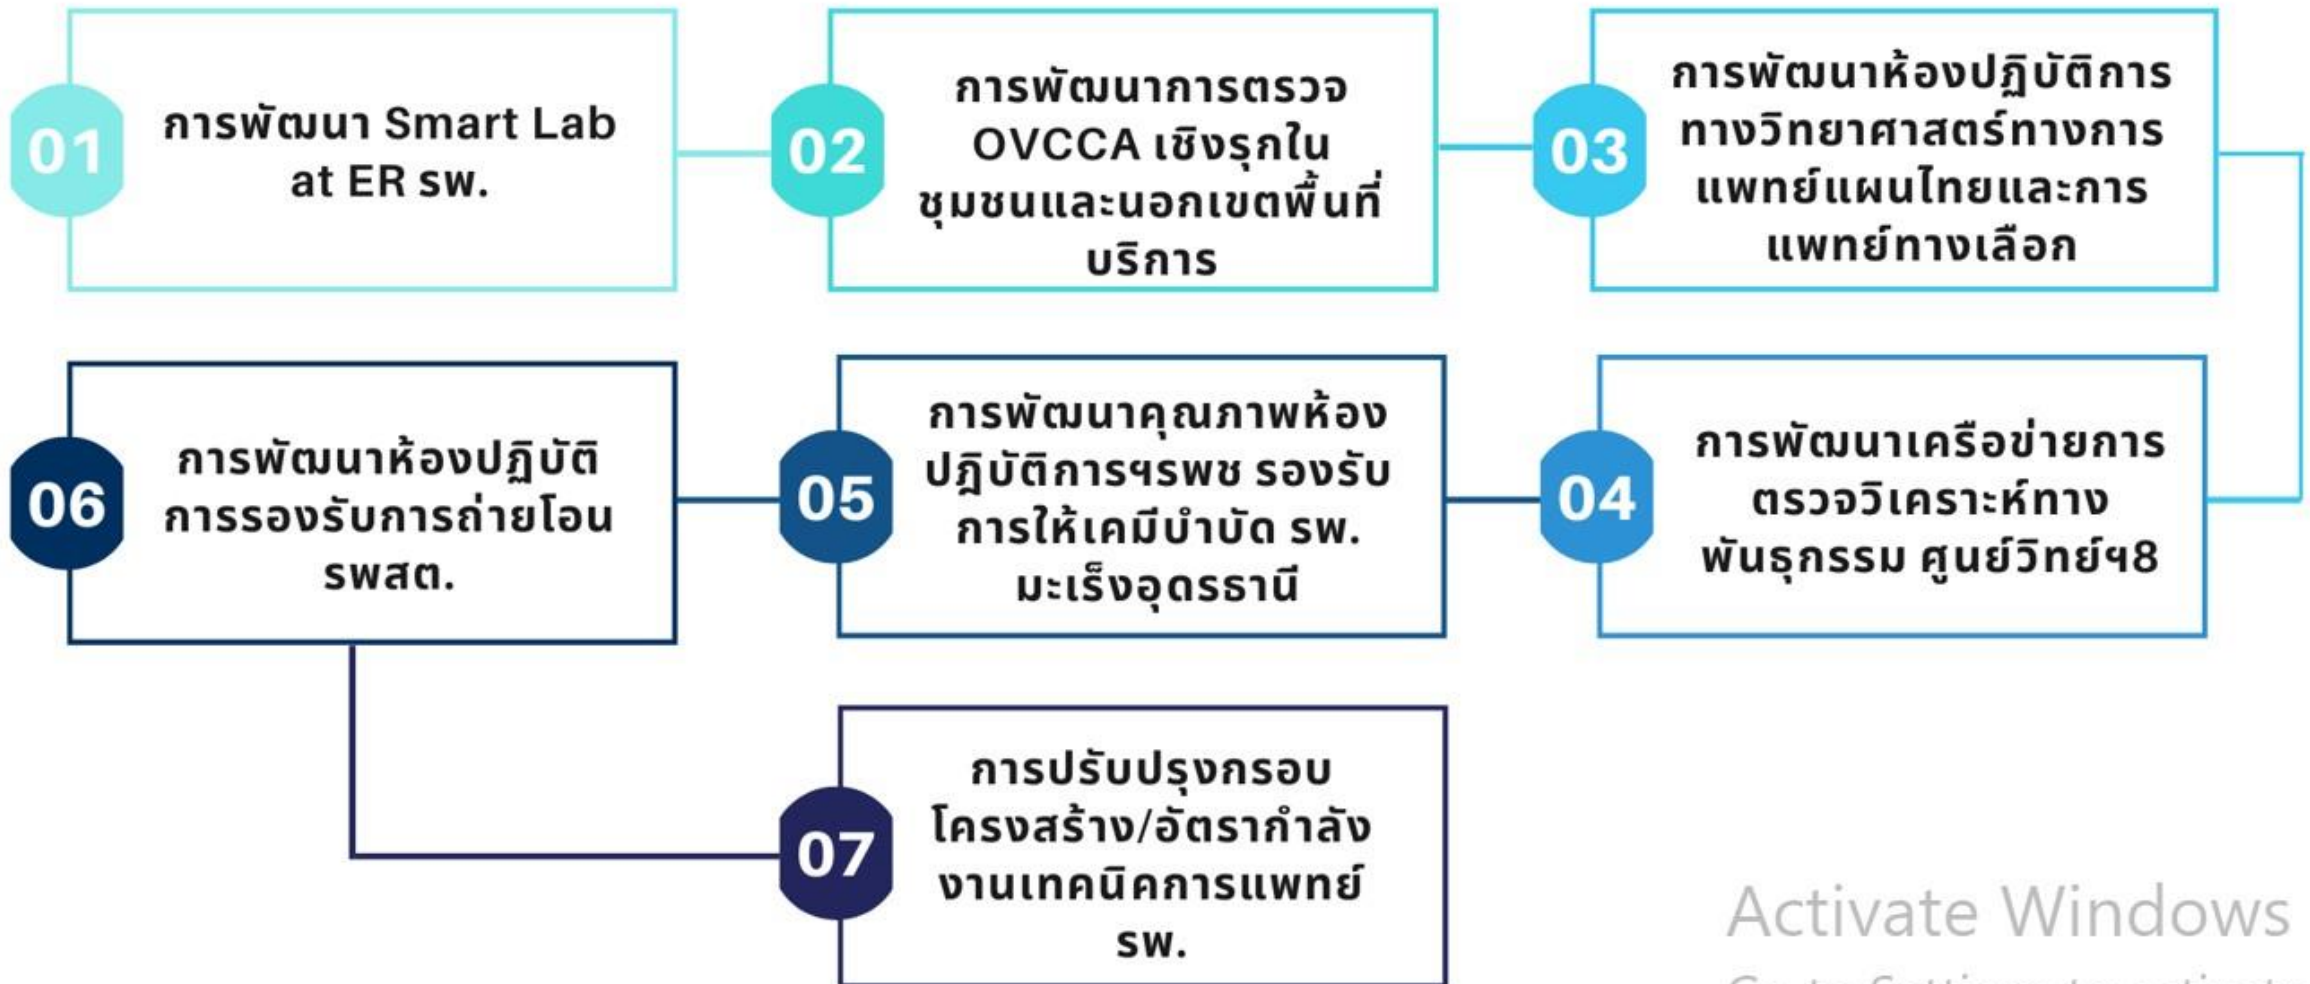 01
การพัฒนา Smart Lab
at ER รพ.
02
การพัฒนาการตรวจ
OVCCA เชิงรุกใน
ชุมชนและนอกเขตพื้นที่
บริการ
03
การพัฒนาห้องปฏิบัติการ
ทางวิทยาศาสตร์ทางการ
แพทย์แผนไทยและการ
แพทย์ทางเลือก
04
การพัฒนาเครือข่ายการ
ตรวจวิเคราะห์ทาง
พันธุกรรม ศูนย์วิทย์ฯ8
05
การพัฒนาคุณภาพห้อง
ปฎิบัติการฯรพช รองรับ
การให้เคมีบำบัด รพ.
มะเร็งอุดรธานี
06
การพัฒนาห้องปฏิบัติ
การรองรับการถ่ายโอน
รพสต.
07
การปรับปรุงกรอบ
โครงสร้าง/อัตรากำลัง
งานเทคนิคการแพทย์
รพ.
Activate Windows